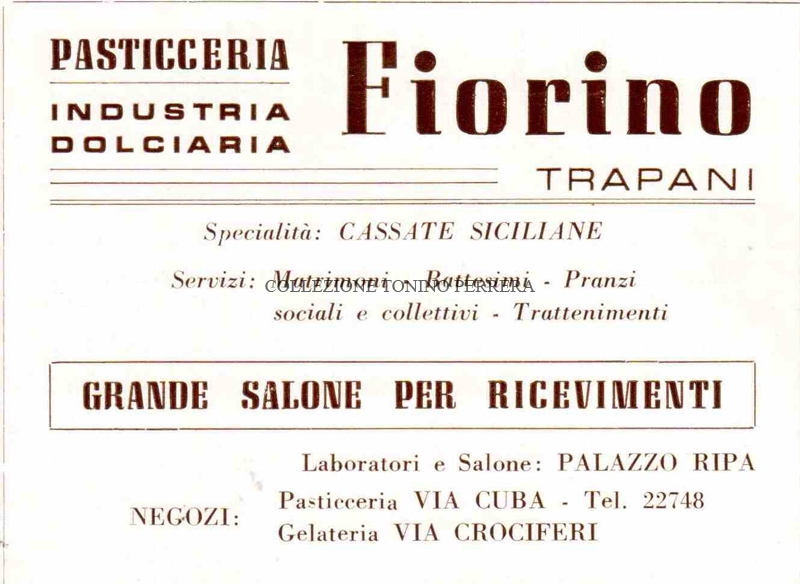 PASTICCERIA
INDUSTRIA
DOLCIARIA
Fiorino
TRAPANI
Specialità: CASSATE SICILIANE
Servizi: Matrimoni - Battesimi - Pranzi
COLLEZIONE TONINO PERRERA
sociali e collettivi - Trattenimenti
GRANDE SALONE PER RICEVIMENTI
Laboratori e Salone: PALAZZO RIPA
NEGOZI:
Pasticceria VIA CUBA - Tel. 22748
Gelateria VIA CROCIFERI